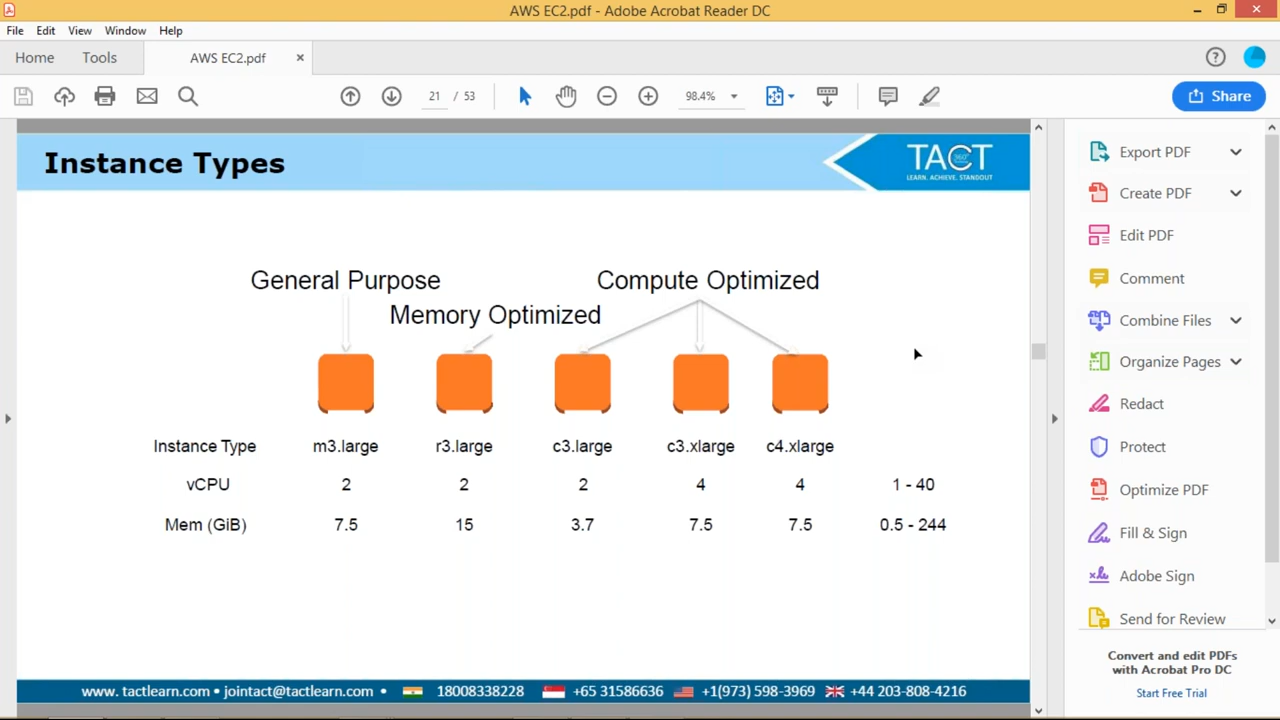 AWS EC2.pdf - Adobe Acrobat Reader DC
File Edit View Window Help
Home Tools AWS EC2.pdf ×
21 / 53 98.4% Share
Instance Types
TACT
360°
LEARN. ACHIEVE. STANDOUT
General Purpose Compute Optimized
Memory Optimized
Instance Type m3.large r3.large c3.large c3.xlarge c4.xlarge
vCPU 2 2 2 4 4 1 - 40
Mem (GiB) 7.5 15 3.7 7.5 7.5 0.5 - 244
www. tactlearn.com • jointact@tactlearn.com • 18008338228 +65 31586636 +1(973) 598-3969 +44 203-808-4216
Export PDF
Create PDF
Edit PDF
Comment
Combine Files
Organize Pages
Redact
Protect
Optimize PDF
Fill & Sign
Adobe Sign
Send for Review
Convert and edit PDFs
with Acrobat Pro DC
Start Free Trial